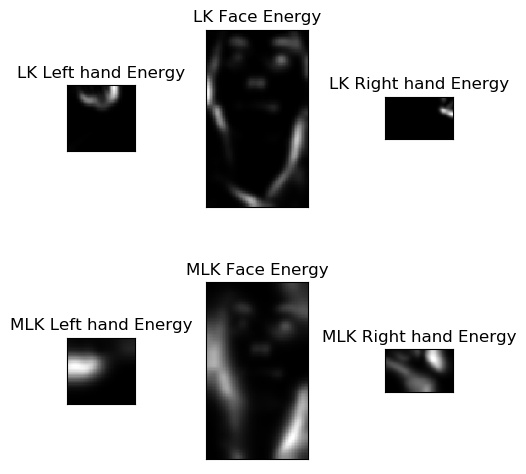 LK Face Energy
LK Left hand Energy
LK Right hand Energy
MLK Face Energy
MLK Left hand Energy
MLK Right hand Energy